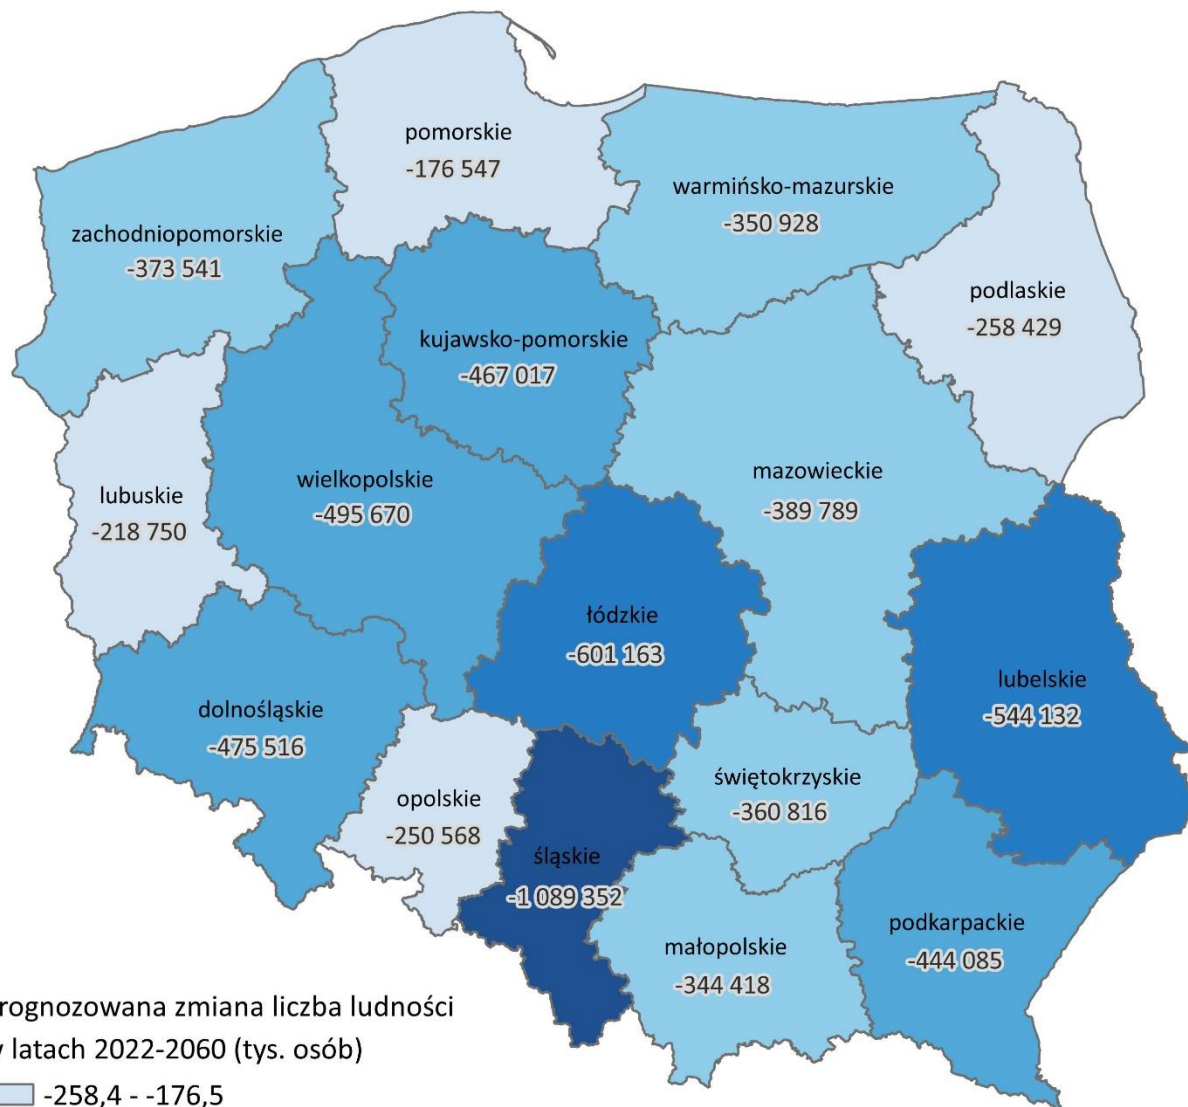 pomorskie
-176 547
warmińsko-mazurskie
-350 928
zachodniopomorskie
-373 541
podlaskie
-258 429
kujawsko-pomorskie
-467 017
mazowieckie
-389 789
wielkopolskie
-495 670
lubuskie
-218 750
łódzkie
-601 163
lubelskie
-544 132
dolnośląskie
-475 516
świętokrzyskie
-360 816
opolskie
-250 568
śląskie
-1 089 352
podkarpackie
-444 085
małopolskie
-344 418
rognozowana zmiana liczba ludności
latach 2022-2060 (tys. osób)
-258,4 - -176,5